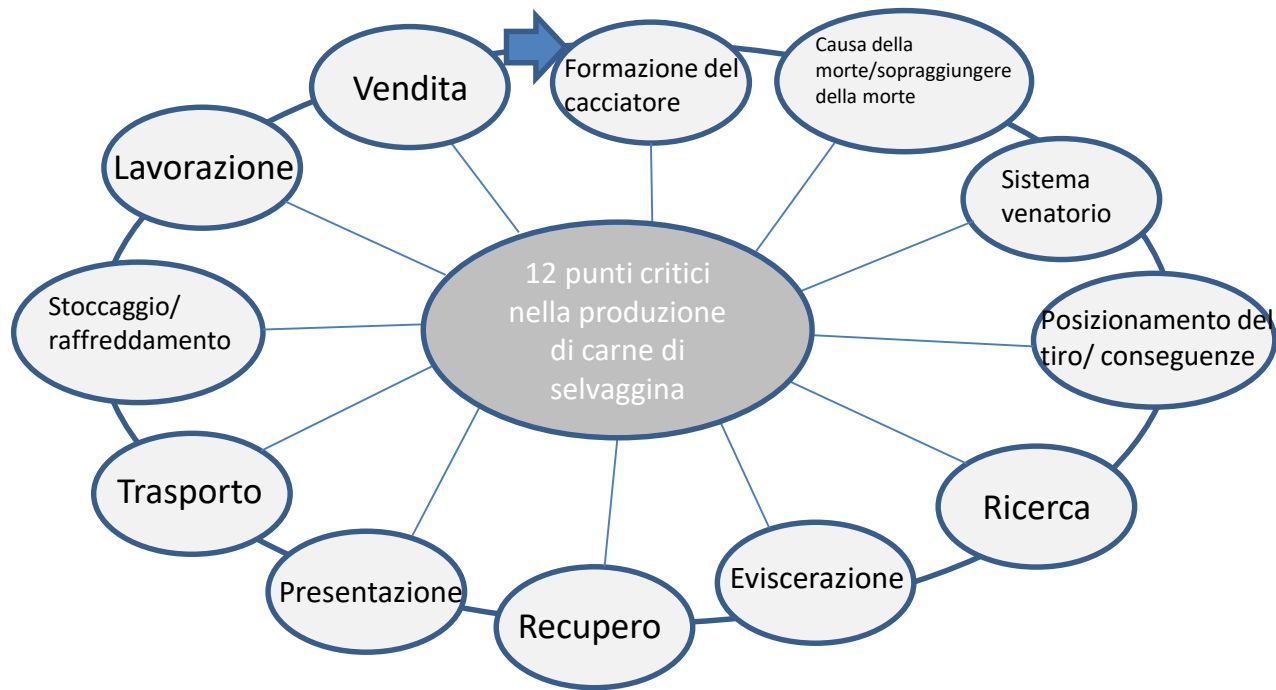 Vendita
Formazione del
cacciatore
Causa della
morte/sopraggiungere
della morte
Sistema
venatorio
Posizionamento del
tiro/ conseguenze
Ricerca
Eviscerazione
Recupero
Presentazione
Trasporto
Stoccaggio/
raffreddamento
Lavorazione
12 punti critici
nella produzione
di carne di
selvaggina